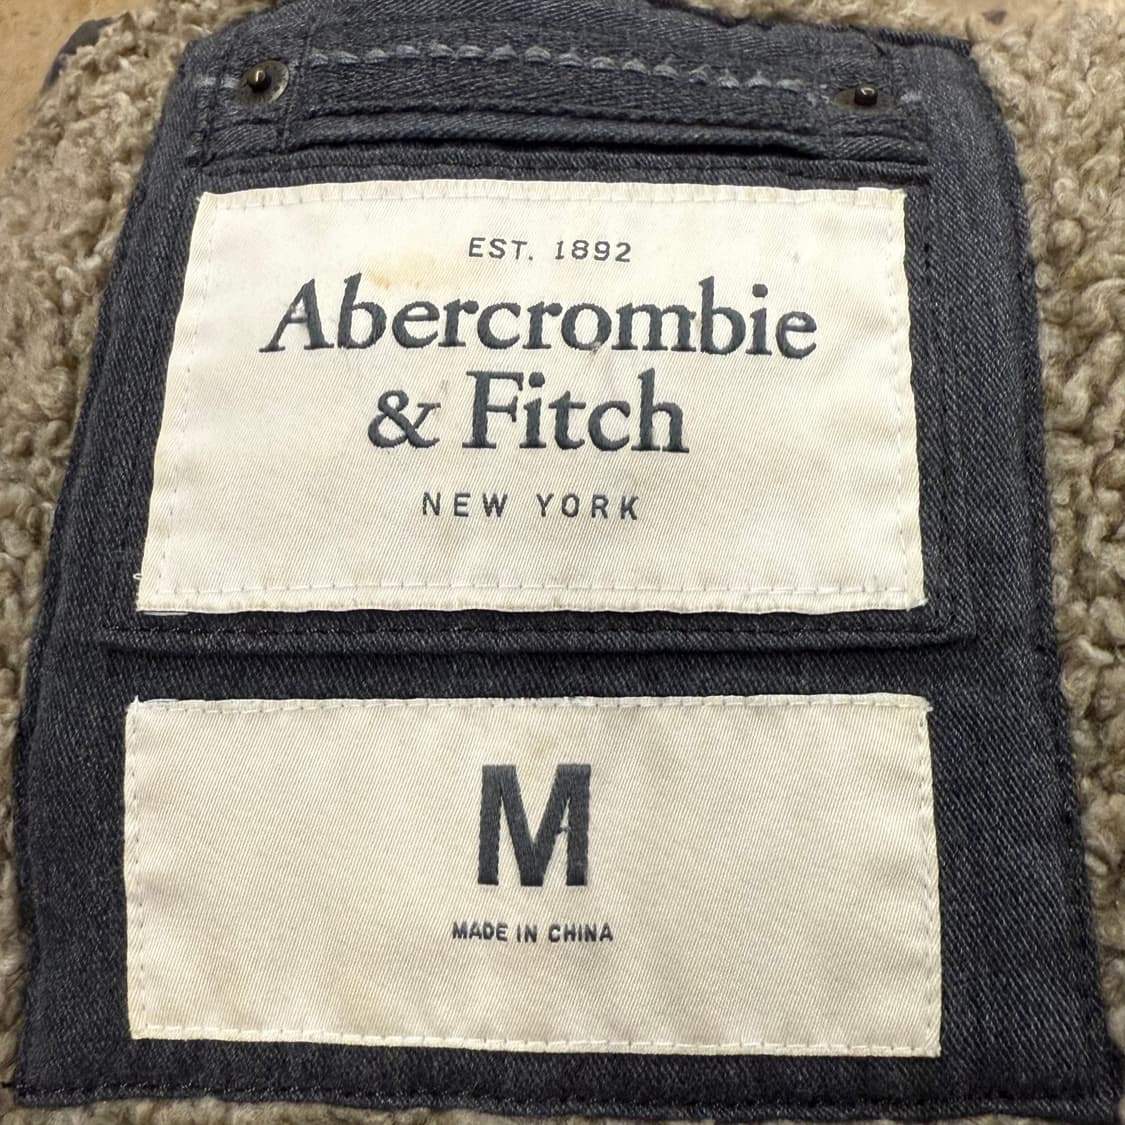 EST. 1892
Abercrombie
& Fitch
NEW YORK
M
MADE IN CHINA